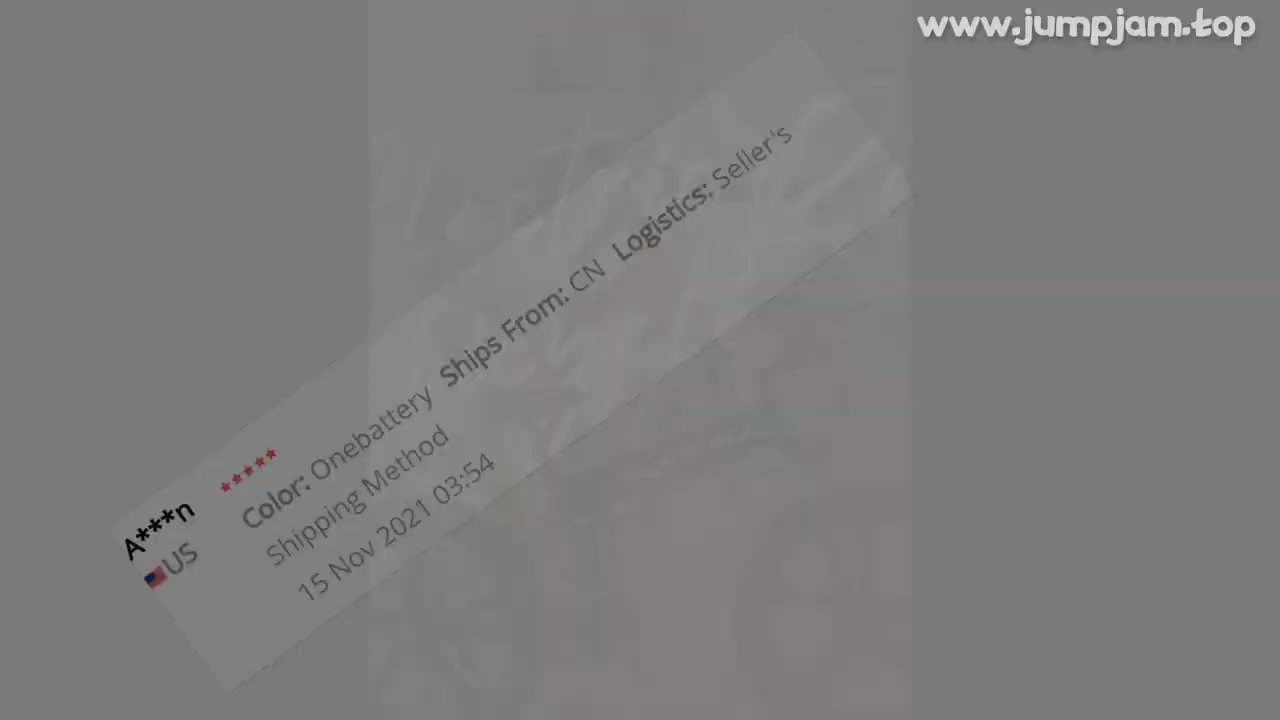 www.jumpjam.top
A***n
US
Color: Onebattery Ships From: CN Logistics: Seller's
Shipping Method
15 Nov 2021 03:54